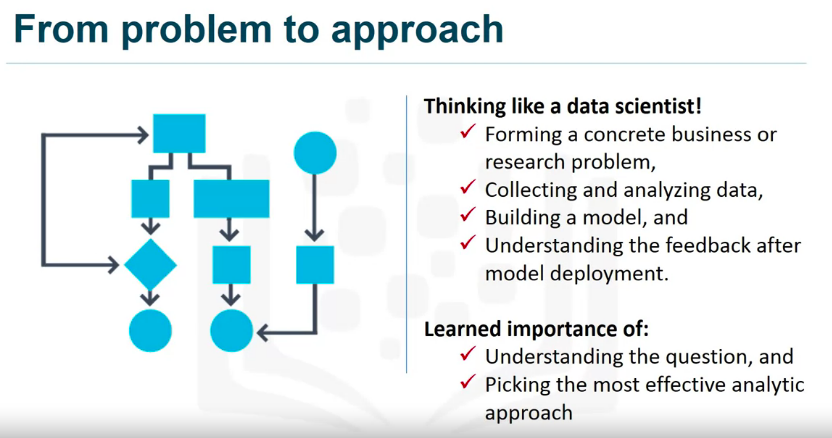 From problem to approach
Thinking like a data scientist!
✓ Forming a concrete business or
research problem,
✓ Collecting and analyzing data,
✓ Building a model, and
✓ Understanding the feedback after
model deployment.
Learned importance of:
✓ Understanding the question, and
✓ Picking the most effective analytic
approach